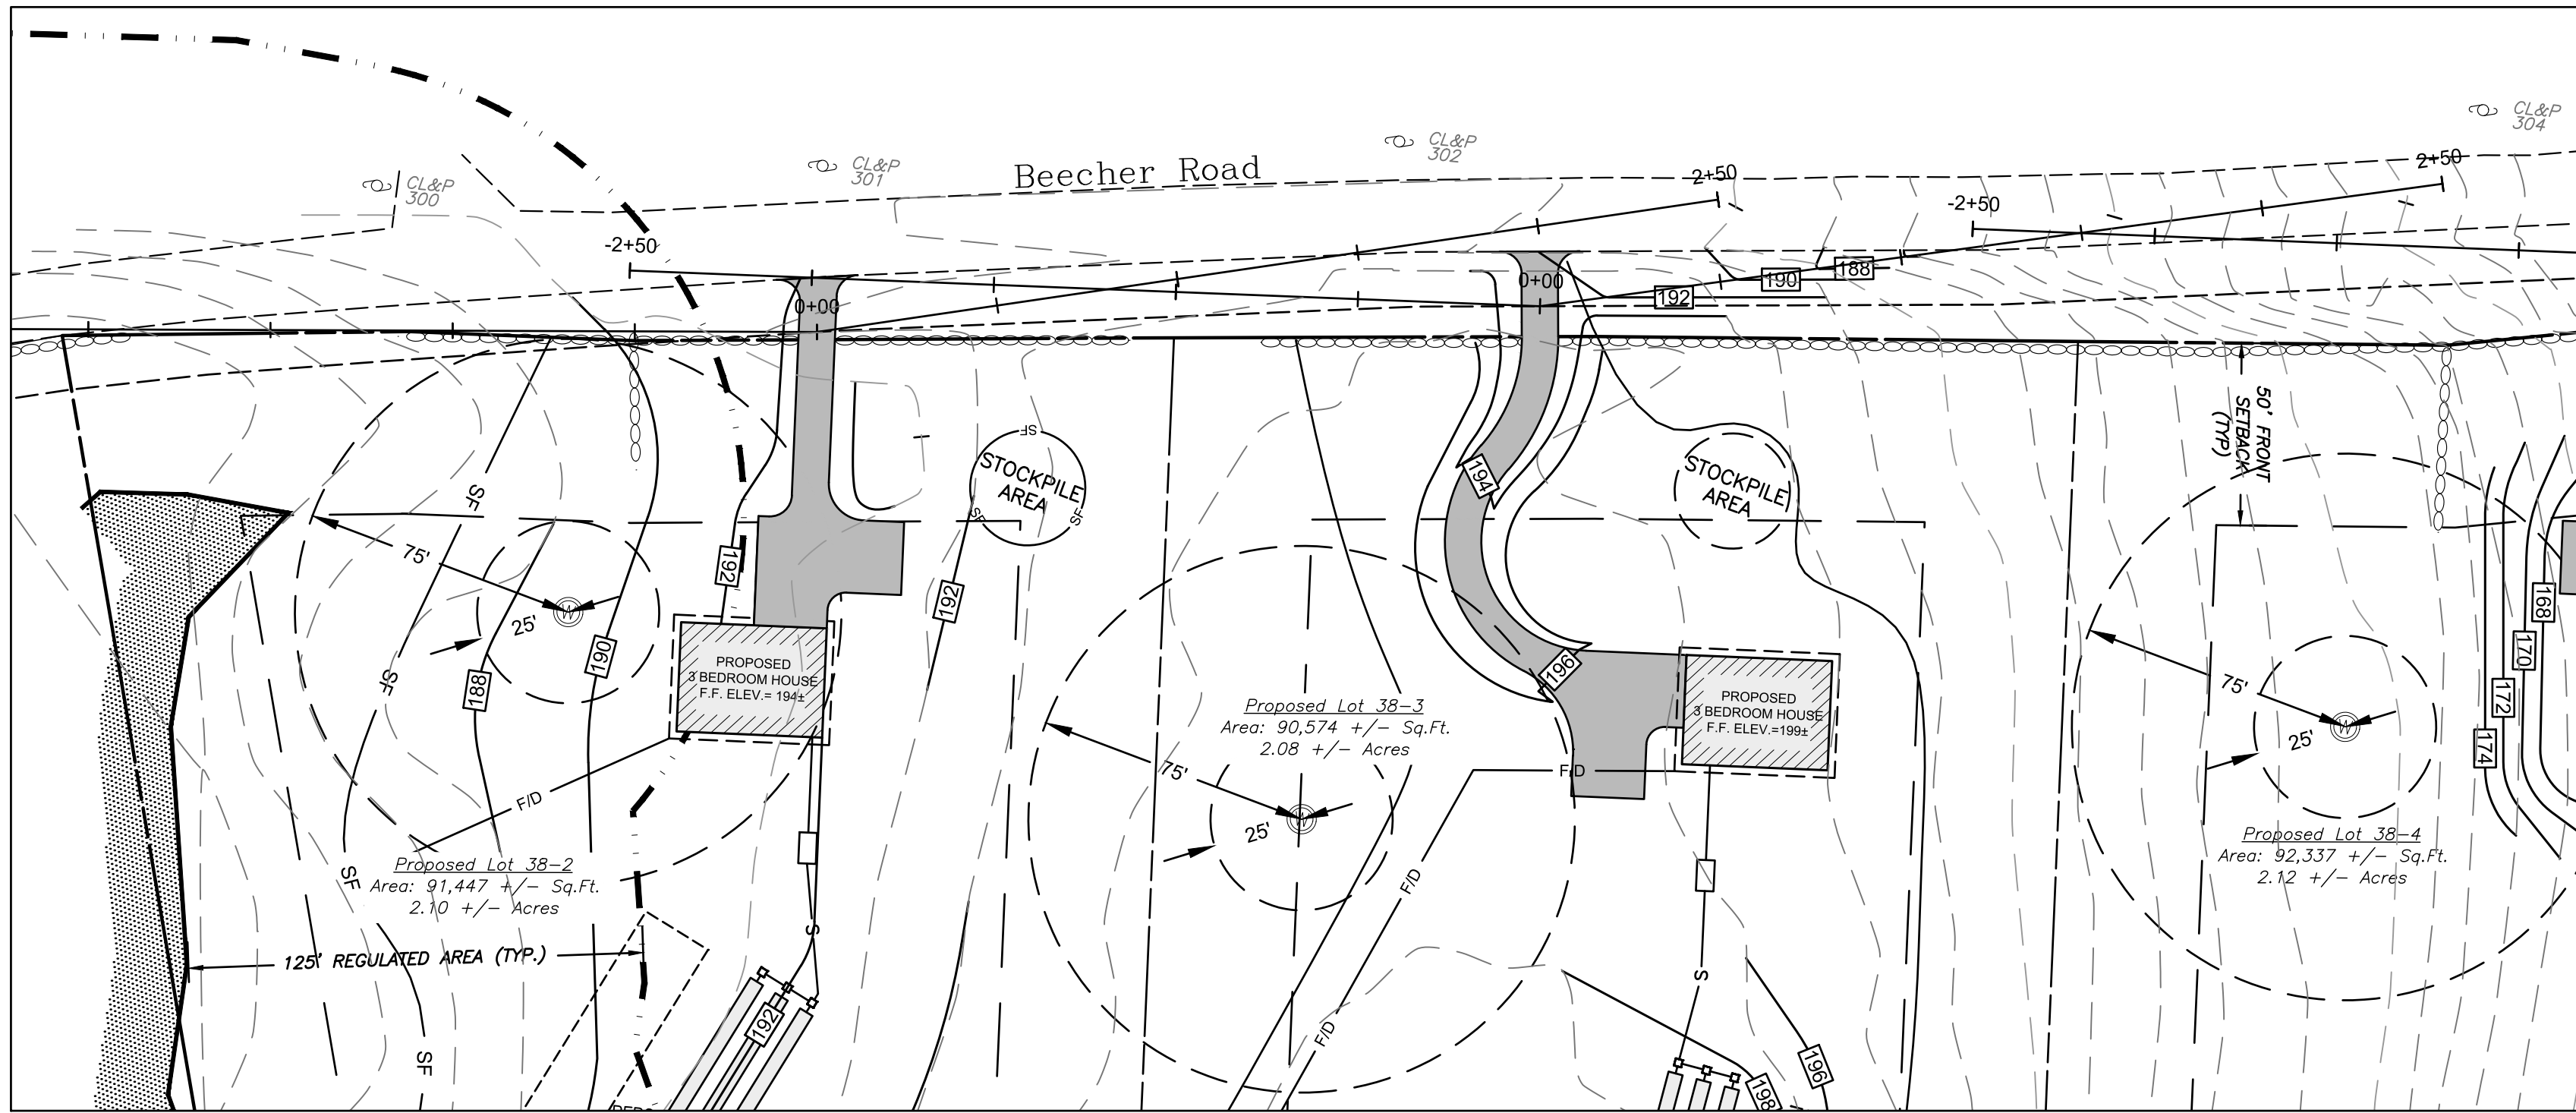 CL&P
304
CL&P
302
CL&P
301
CL&P
300
Beecher Road
2+50
2+50
-2+50
-2+50
0+00
0+00
192
190
188
50' FRONT
SETBACK
(TYP)
STOCKPILE
AREA
SF
SF
SF
STOCKPILE
AREA
194
SF
75'
25'
192
192
190
188
SF
PROPOSED
3 BEDROOM HOUSE
F.F. ELEV.= 194±
196
PROPOSED
3 BEDROOM HOUSE
F.F. ELEV.=199±
Proposed Lot 38-3
Area: 90,574 +/- Sq.Ft.
2.08 +/- Acres
75'
25'
F/D
F/D
F/D
F/D
75'
25'
168
170
172
174
Proposed Lot 38-4
Area: 92,337 +/- Sq.Ft.
2.12 +/- Acres
Proposed Lot 38-2
Area: 91,447 +/- Sq.Ft.
2.10 +/- Acres
SF
125' REGULATED AREA (TYP.)
S
S
192
SF
196
198